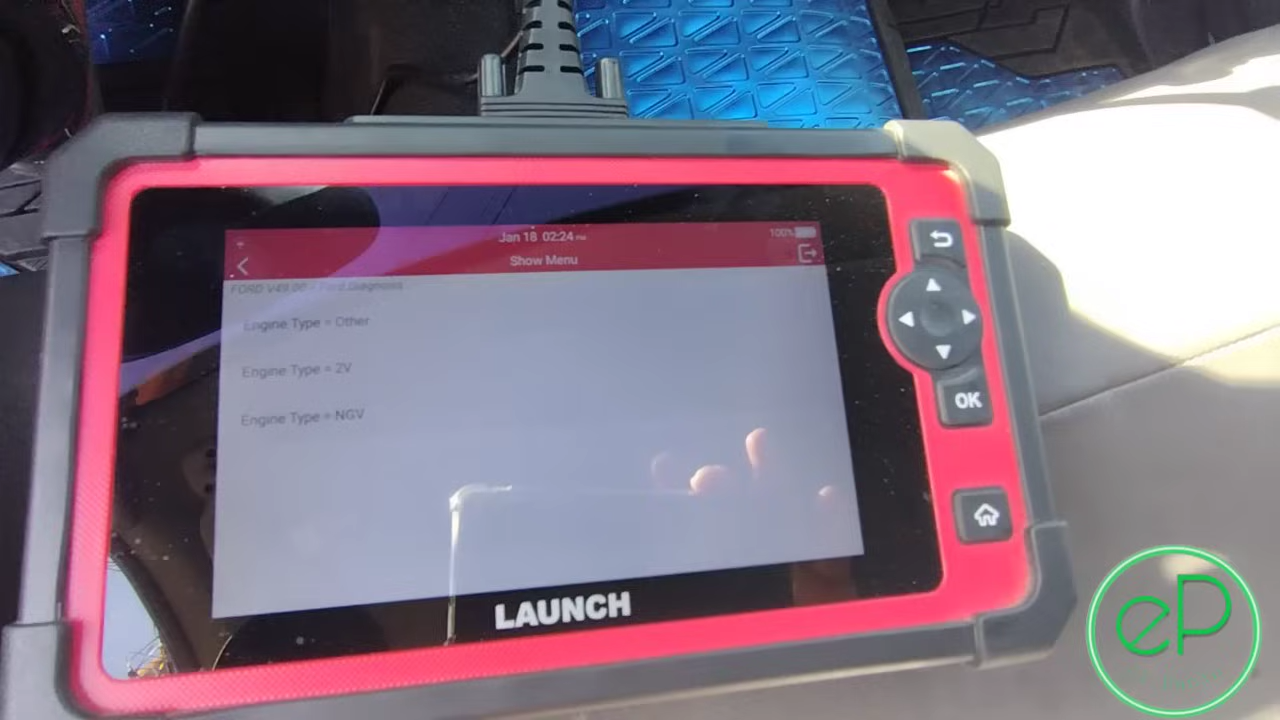 Jan 18 02:24 PM
100%
Show Menu
FORD V49.00 > Ford Diagnosis
Engine Type = Other
Engine Type = 2V
Engine Type = NGV
OK
LAUNCH
eP